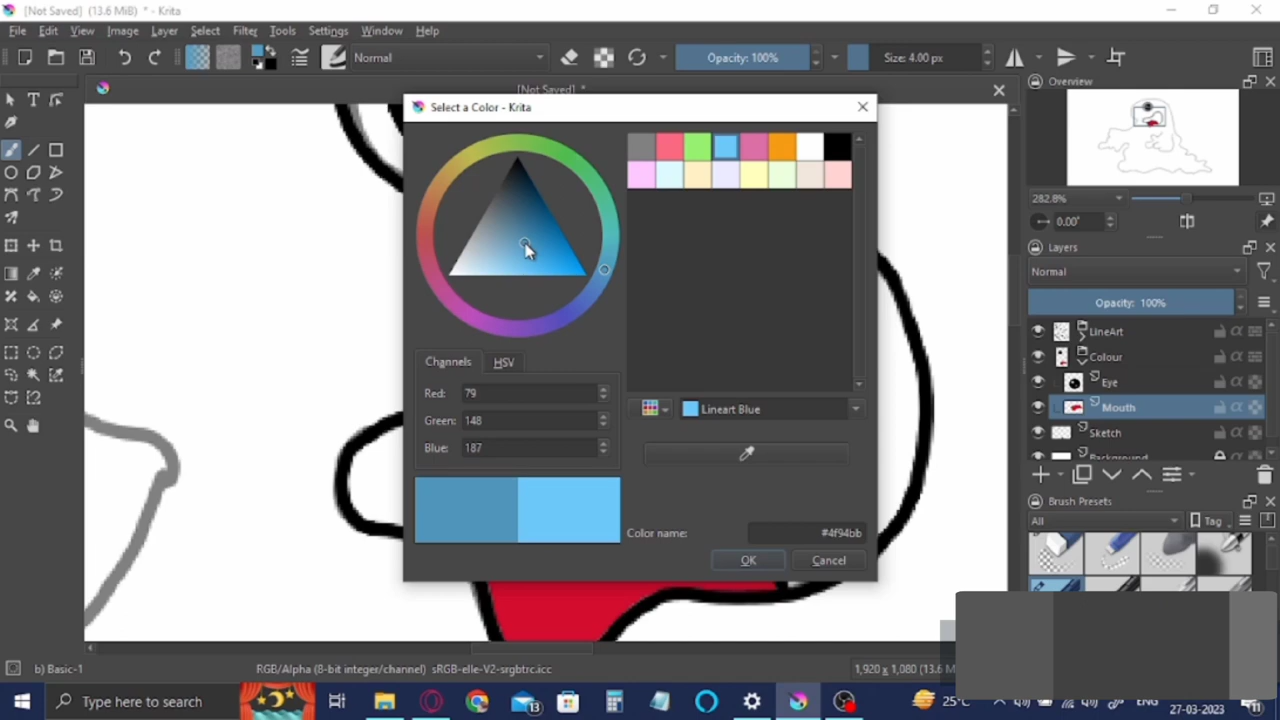 [Not Saved] (13.6 MiB) * - Krita
File Edit View Image Layer Select Filter Tools Settings Window Help
Normal Opacity: 100% Size: 4.00 px
[Not Saved] *
Overview
Select a Color - Krita
282.8%
0.00°
Layers
Normal
Opacity: 100%
LineArt
Colour
Eye
Mouth
Sketch
Background
Channels HSV
Red: 79
Green: 148
Blue: 187
Lineart Blue
Color name: #4f94bb
OK Cancel
Brush Presets
All Tag
b) Basic-1 RGB/Alpha (8-bit integer/channel) sRGB-elle-V2-srgbtrc.icc 1,920 x 1,080 (13.6 M
Type here to search 13 25°C ENG 27-03-2023 11